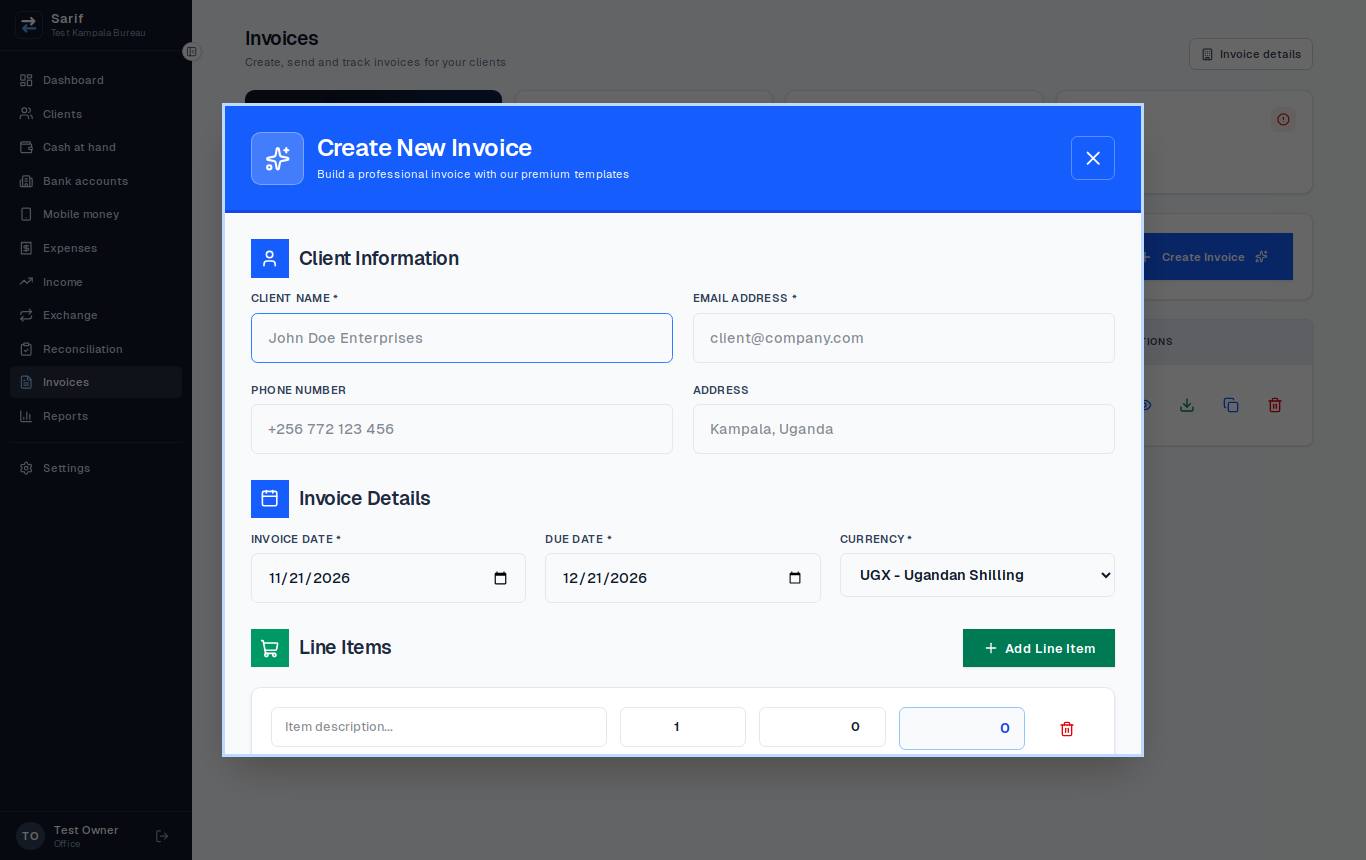 Sarif
Test Kampala Bureau
Dashboard
Clients
Cash at hand
Bank accounts
Mobile money
Expenses
Income
Exchange
Reconciliation
Invoices
Reports
Settings
TO
Test Owner
Office
Invoices
Create, send and track invoices for your clients
Invoice details
Create New Invoice
Build a professional invoice with our premium templates
Create Invoice
Client Information
CLIENT NAME * EMAIL ADDRESS *
John Doe Enterprises client@company.com
PHONE NUMBER ADDRESS
+256 772 123 456 Kampala, Uganda
Invoice Details
INVOICE DATE * DUE DATE * CURRENCY *
11/21/2026 12/21/2026 UGX - Ugandan Shilling
Line Items
+ Add Line Item
Item description... 1 0 0